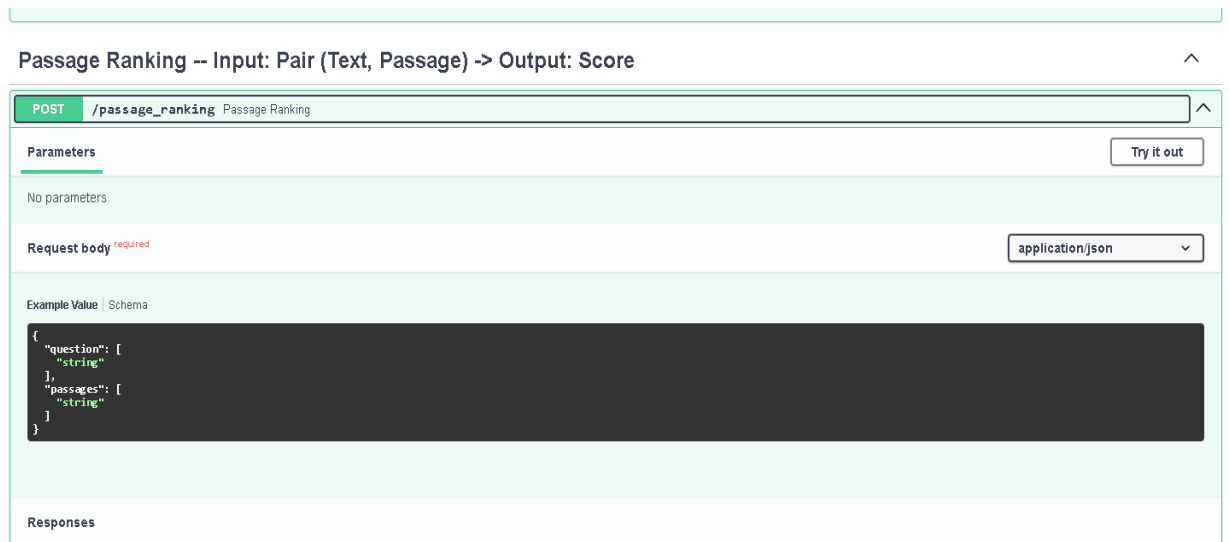 Passage Ranking -- Input: Pair (Text, Passage) -> Output: Score
POST /passage_ranking Passage Ranking
Parameters
Try it out
No parameters
Request body required
application/json
Example Value Schema
{
"question": [
"string"
],
"passages": [
"string"
]
}
Responses